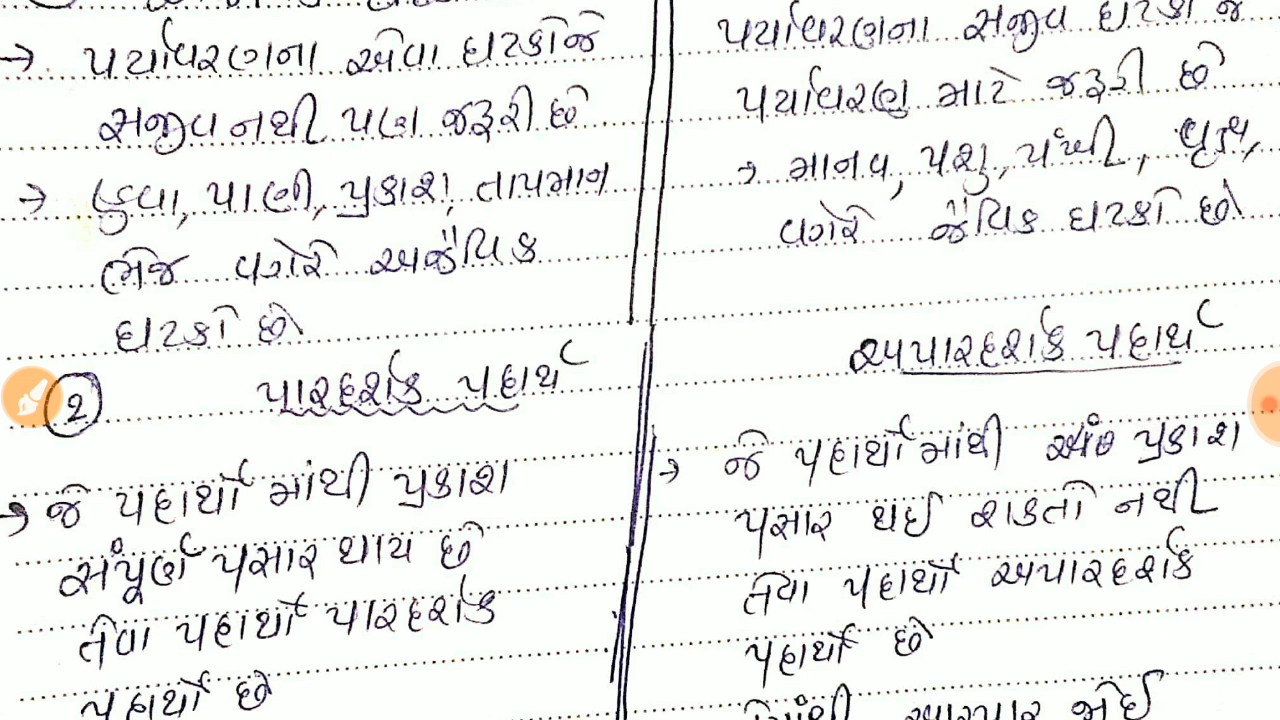 → પર્યાવરણના એવા ઘટકો જે
સજીવ નથી પણ જરૂરી છે
→ હવા, પાણી, પ્રકાશ, તાપમાન
ભેજ વગેરે અજૈવિક
ઘટકો છે
પર્યાવરણના સજીવ ઘટકો જે
પર્યાવરણ માટે જરૂરી છે
→ માનવ, પશુ, પંખી, વૃક્ષ,
વગેરે જૈવિક ઘટકો છે
૨ પારદર્શક પદાર્થ
→ જે પદાર્થો માંથી પ્રકાશ
સંપૂર્ણ પસાર થાય છે
તેવા પદાર્થો પારદર્શક
પદાર્થો છે
અપારદર્શક પદાર્થ
→ જે પદાર્થોમાંથી પ્રકાશ
પસાર થઈ શકતો નથી
તેવા પદાર્થો અપારદર્શક
પદાર્થો છે
આરપાર જોઈ